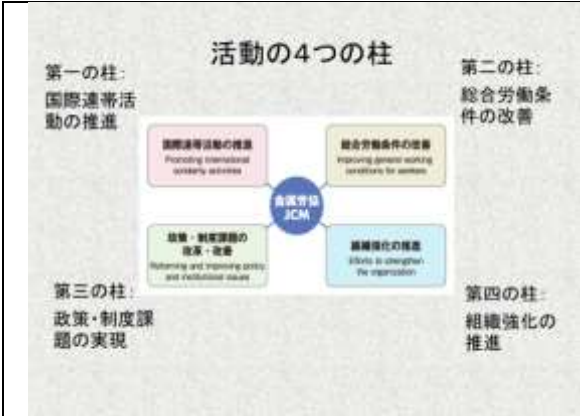 活動の4つの柱
第一の柱:
国際連帯活
動の推進
第二の柱:
総合労働条
件の改善
国際連帯活動の推進
Promoting international
solidarity activities
総合労働条件の改善
Improving general working
conditions for workers
金属労協
JCM
政策・制度課題の
改革・改善
Reforming and improving policy
and institutional issues
組織強化の推進
Efforts to strengthen
the organization
第三の柱:
政策・制度課
題の実現
第四の柱:
組織強化の
推進